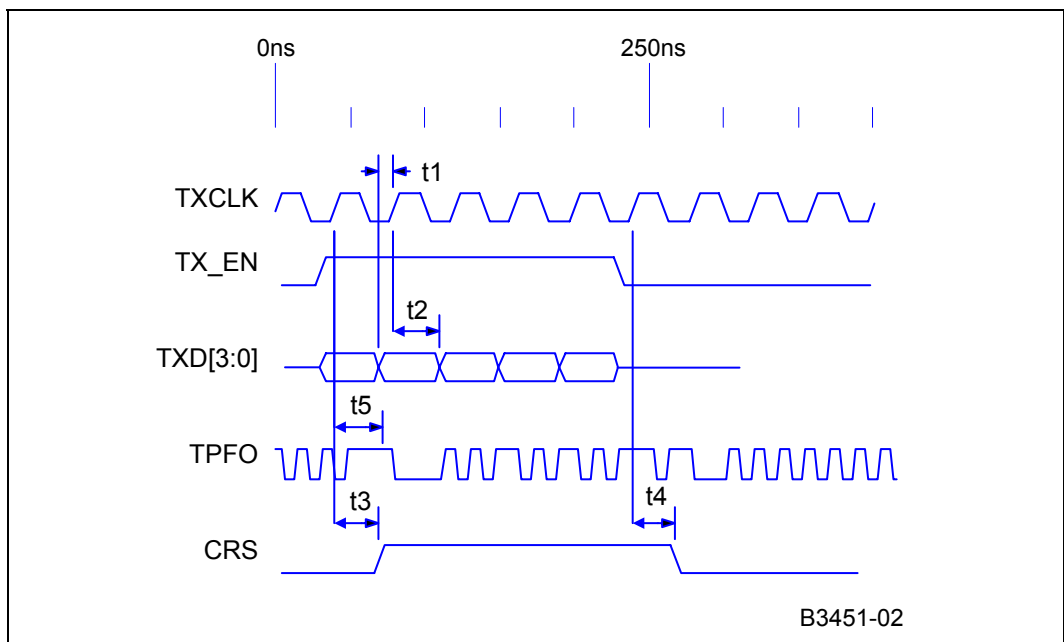 0ns 250ns
t1
TXCLK
TX_EN
t2
TXD[3:0]
t5
TPFO
t3 t4
CRS
B3451-02